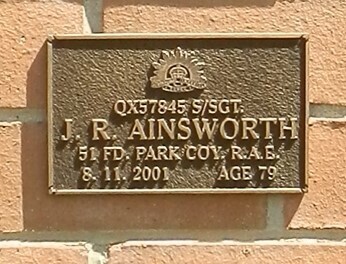 QX57845 S/SGT.
J. R. AINSWORTH
51 FD. PARK COY. R.A.E.
8. 11. 2001 AGE 79